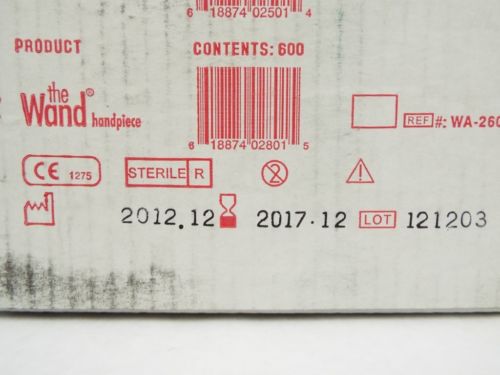 6 18874 02501 4
PRODUCT
CONTENTS: 600
the
Wand® handpiece
6 18874 02801 5
REF#: WA-260
CE 1275
STERILE R
2
2012.12
2017.12
LOT 121203